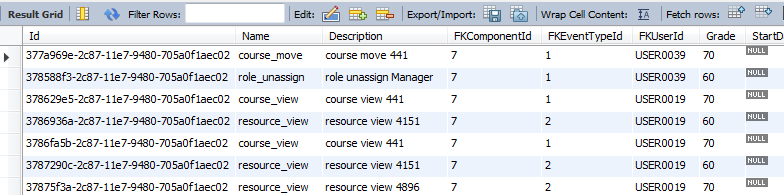 Result Grid Filter Rows: Edit: Export/Import: Wrap Cell Content: Fetch rows:
Id Name Description FKComponentId FKEventTypeId FKUserId Grade StartD
377a969e-2c87-11e7-9480-705a0f1aec02 course_move course move 441 7 1 USER0039 70 NULL
378588f3-2c87-11e7-9480-705a0f1aec02 role_unassign role unassign Manager 7 1 USER0039 60 NULL
378629e5-2c87-11e7-9480-705a0f1aec02 course_view course view 441 7 1 USER0019 70 NULL
3786936a-2c87-11e7-9480-705a0f1aec02 resource_view resource view 4151 7 2 USER0019 60 NULL
3786fa5b-2c87-11e7-9480-705a0f1aec02 course_view course view 441 7 1 USER0019 70 NULL
3787290c-2c87-11e7-9480-705a0f1aec02 resource_view resource view 4151 7 2 USER0019 60 NULL
3875f3a-2c87-11e7-9480-705a0f1aec02 resource_view resource view 4896 7 2 USER0019 70 NULL